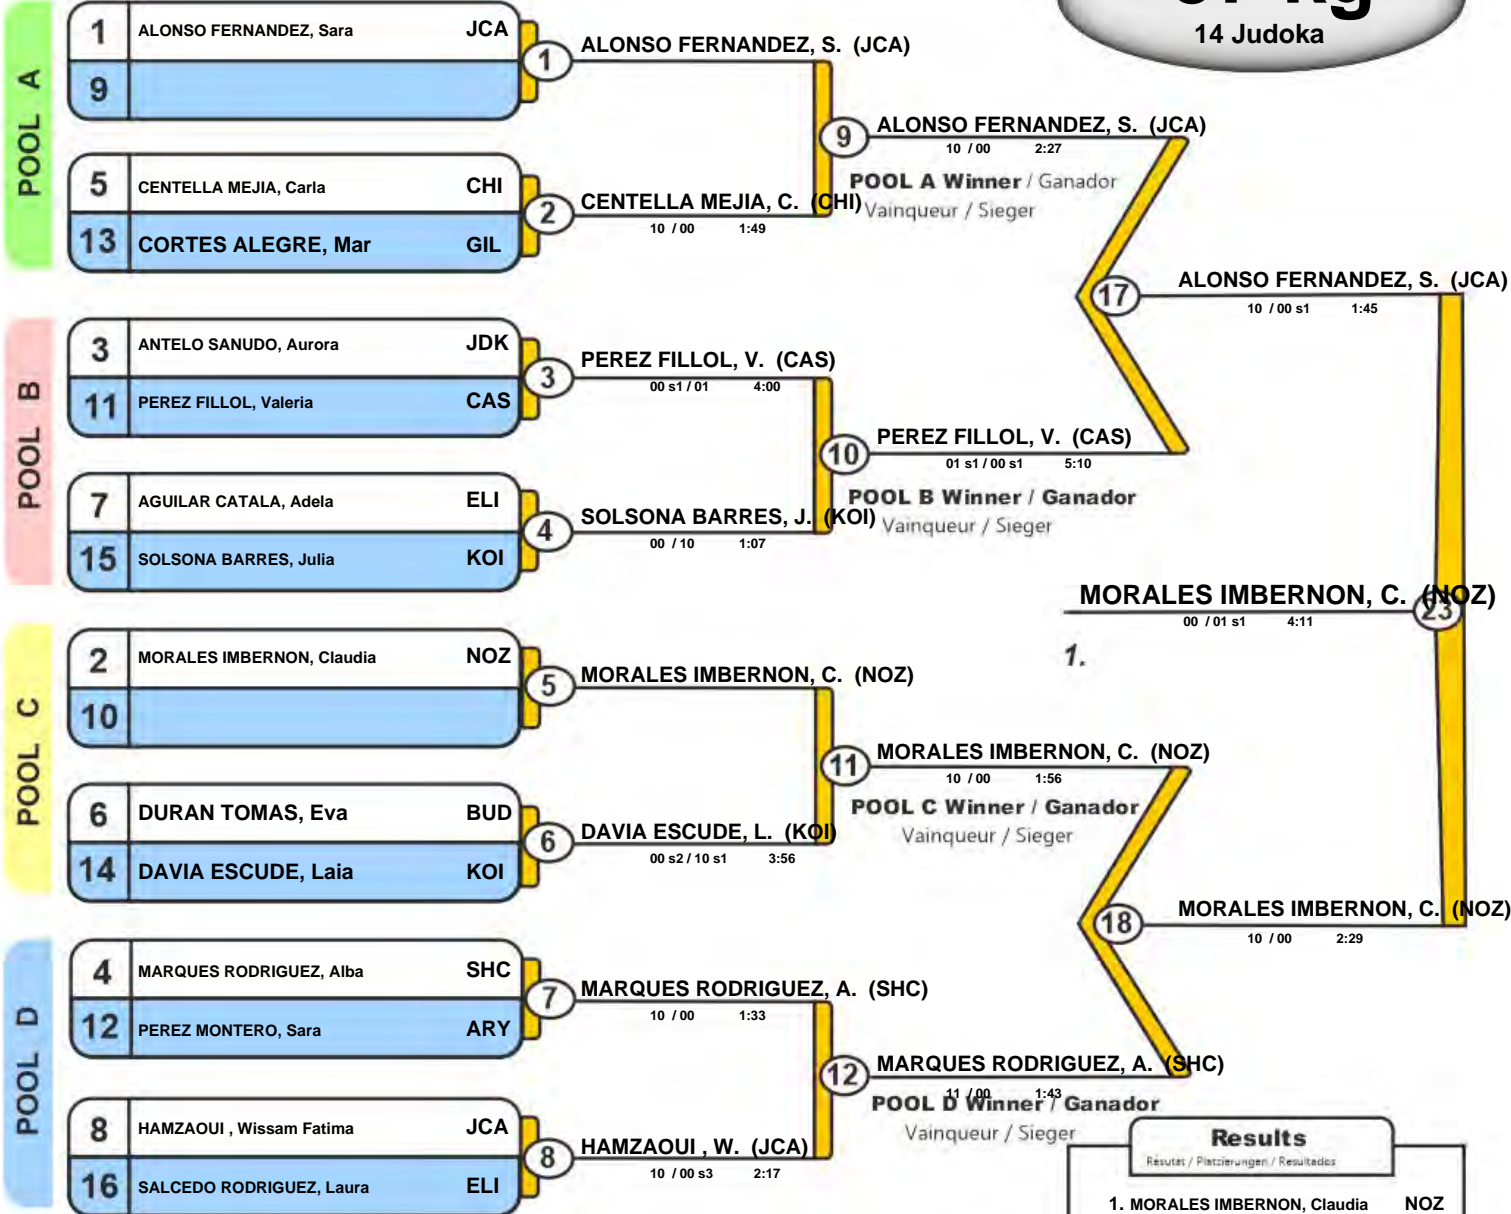 14 Judoka
POOL A
1 ALONSO FERNANDEZ, Sara JCA
9
5 CENTELLA MEJIA, Carla CHI
13 CORTES ALEGRE, Mar GIL
POOL B
3 ANTELO SANUDO, Aurora JDK
11 PEREZ FILLOL, Valeria CAS
7 AGUILAR CATALA, Adela ELI
15 SOLSONA BARRES, Julia KOI
POOL C
2 MORALES IMBERNON, Claudia NOZ
10
6 DURAN TOMAS, Eva BUD
14 DAVIA ESCUDE, Laia KOI
POOL D
4 MARQUES RODRIGUEZ, Alba SHC
12 PEREZ MONTERO, Sara ARY
8 HAMZAOUI , Wissam Fatima JCA
16 SALCEDO RODRIGUEZ, Laura ELI
1 ALONSO FERNANDEZ, S. (JCA)
2 CENTELLA MEJIA, C. (CHI)
10 / 00 1:49
3 PEREZ FILLOL, V. (CAS)
00 s1 / 01 4:00
4 SOLSONA BARRES, J. (KOI)
00 / 10 1:07
5 MORALES IMBERNON, C. (NOZ)
6 DAVIA ESCUDE, L. (KOI)
00 s2 / 10 s1 3:56
7 MARQUES RODRIGUEZ, A. (SHC)
10 / 00 1:33
8 HAMZAOUI , W. (JCA)
10 / 00 s3 2:17
9 ALONSO FERNANDEZ, S. (JCA)
10 / 00 2:27
POOL A Winner / Ganador
Vainqueur / Sieger
10 PEREZ FILLOL, V. (CAS)
01 s1 / 00 s1 5:10
POOL B Winner / Ganador
Vainqueur / Sieger
11 MORALES IMBERNON, C. (NOZ)
10 / 00 1:56
POOL C Winner / Ganador
Vainqueur / Sieger
12 MARQUES RODRIGUEZ, A. (SHC)
11 / 00 1:43
POOL D Winner / Ganador
Vainqueur / Sieger
17 ALONSO FERNANDEZ, S. (JCA)
10 / 00 s1 1:45
18 MORALES IMBERNON, C. (NOZ)
10 / 00 2:29
MORALES IMBERNON, C. (NOZ) 23
00 / 01 s1 4:11
1.
Results
Résutat / Platzierungen / Resultados
1. MORALES IMBERNON, Claudia NOZ